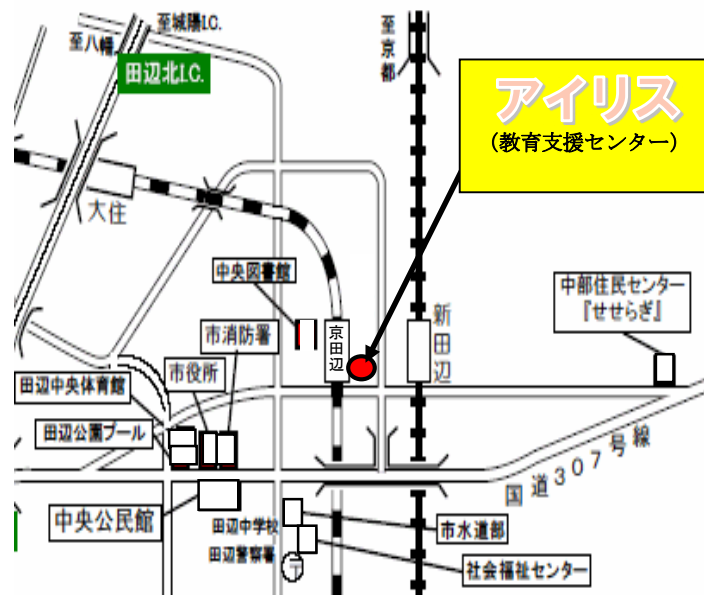 至城陽I.C.
至八幡
田辺北I.C.
至京都
アイリス
(教育支援センター)
大住
中央図書館
中部住民センター
『せせらぎ』
市消防署
京田辺
新田辺
市役所
田辺中央体育館
田辺公園プール
国道307号線
中央公民館
田辺中学校
市水道部
田辺警察署
社会福祉センター